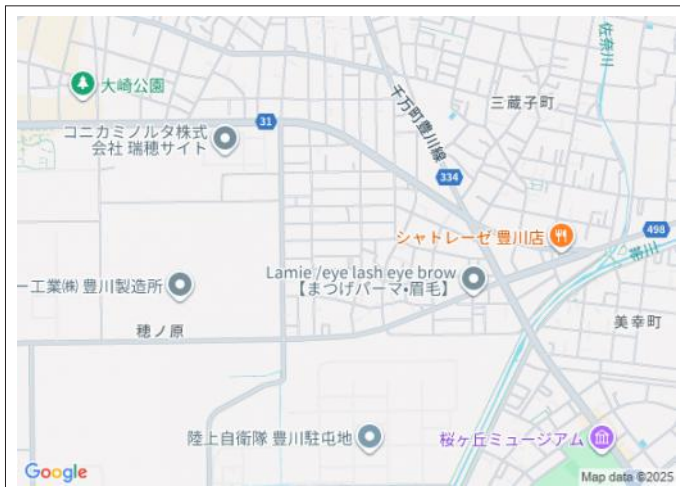 佐奈川
大崎公園
三蔵子町
31
千万町豊川線
コニカミノルタ株式
会社 瑞穂サイト
334
498
シャトレーゼ 豊川店
帯川
Lamie /eye lash eye brow
【まつげパーマ・眉毛】
ー工業㈱ 豊川製造所
美幸町
穂ノ原
陸上自衛隊 豊川駐屯地
桜ヶ丘ミュージアム
Google
Map data ©2025